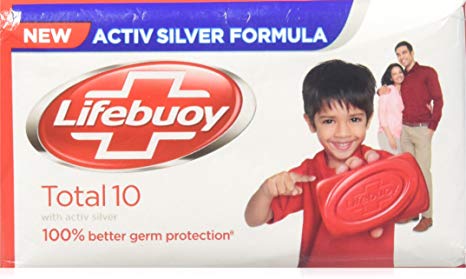 NEW ACTIV SILVER FORMULA
Lifebuoy
Total 10
with activ silver
100% better germ protection*
Lifebuoy